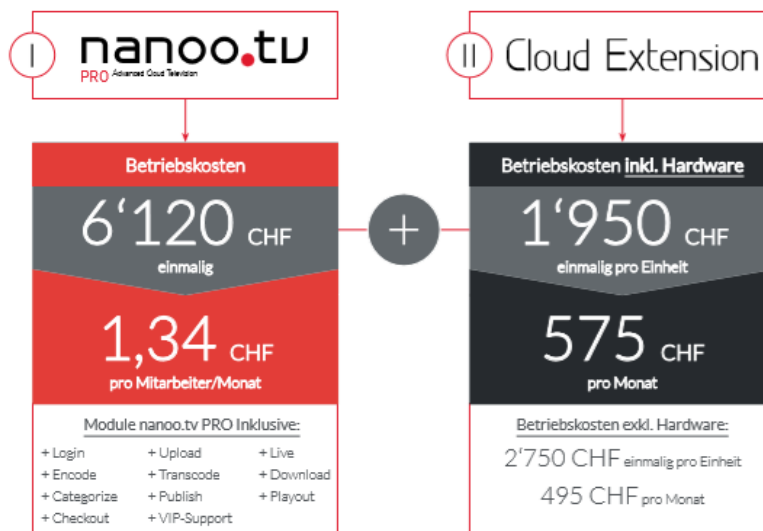 I
nanoo.tv
PRO Advanced Cloud Television
Betriebskosten
6‘120 CHF
einmalig
1,34 CHF
pro Mitarbeiter/Monat
Module nanoo.tv PRO Inklusive:
+ Login + Upload + Live
+ Encode + Transcode + Download
+ Categorize + Publish + Playout
+ Checkout + VIP-Support
+
II
Cloud Extension
Betriebskosten inkl. Hardware
1‘950 CHF
einmalig pro Einheit
575 CHF
pro Monat
Betriebskosten exkl. Hardware:
2‘750 CHF einmalig pro Einheit
495 CHF pro Monat